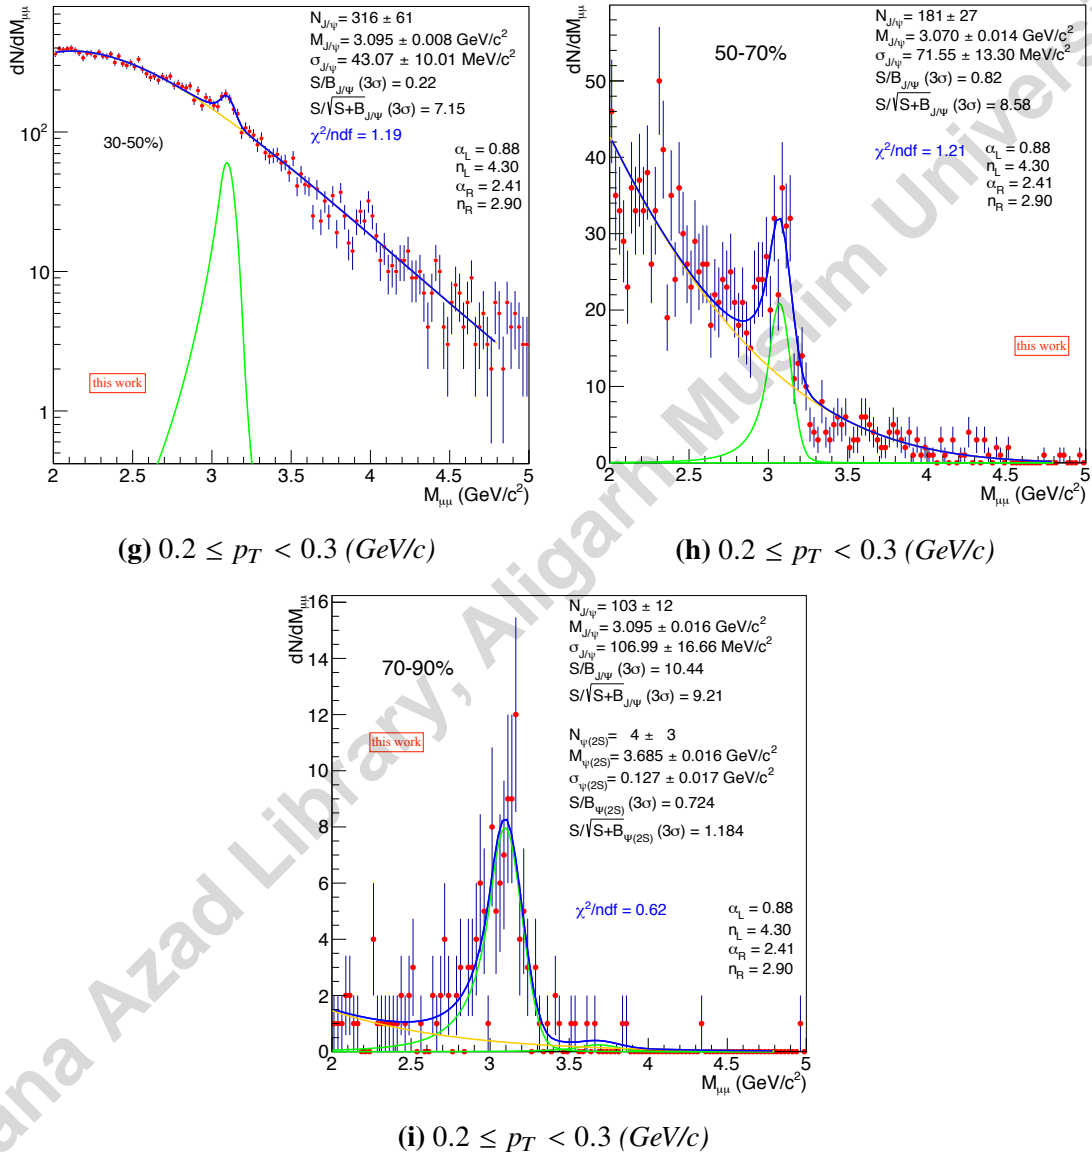 dN/dM_μμ
N_J/ψ= 316 ± 61
M_J/ψ= 3.095 ± 0.008 GeV/c²
σ_J/ψ= 43.07 ± 10.01 MeV/c²
S/B_J/Ψ (3σ) = 0.22
S/√S+B_J/Ψ (3σ) = 7.15
χ²/ndf = 1.19
30-50%)
α_L = 0.88
n_L = 4.30
α_R = 2.41
n_R = 2.90
10²
10
1
this work
2 2.5 3 3.5 4 4.5 5
M_μμ (GeV/c²)
(g) 0.2 ≤ p_T < 0.3 (GeV/c)
dN/dM_μμ
N_J/ψ= 181 ± 27
M_J/ψ= 3.070 ± 0.014 GeV/c²
σ_J/ψ= 71.55 ± 13.30 MeV/c²
S/B_J/Ψ (3σ) = 0.82
S/√S+B_J/Ψ (3σ) = 8.58
50-70%
χ²/ndf = 1.21
α_L = 0.88
n_L = 4.30
α_R = 2.41
n_R = 2.90
50
40
30
20
10
0
this work
2 2.5 3 3.5 4 4.5 5
M_μμ (GeV/c²)
(h) 0.2 ≤ p_T < 0.3 (GeV/c)
dN/dM_μμ
N_J/ψ= 103 ± 12
M_J/ψ= 3.095 ± 0.016 GeV/c²
σ_J/ψ= 106.99 ± 16.66 MeV/c²
S/B_J/Ψ (3σ) = 10.44
S/√S+B_J/Ψ (3σ) = 9.21
N_ψ(2S)= 4 ± 3
M_ψ(2S)= 3.685 ± 0.016 GeV/c²
σ_ψ(2S)= 0.127 ± 0.017 GeV/c²
S/B_Ψ(2S) (3σ) = 0.724
S/√S+B_Ψ(2S) (3σ) = 1.184
70-90%
this work
χ²/ndf = 0.62
α_L = 0.88
n_L = 4.30
α_R = 2.41
n_R = 2.90
16
14
12
10
8
6
4
2
0
2 2.5 3 3.5 4 4.5 5
M_μμ (GeV/c²)
(i) 0.2 ≤ p_T < 0.3 (GeV/c)
ana Azad Library, Aligarh Muslim Universi